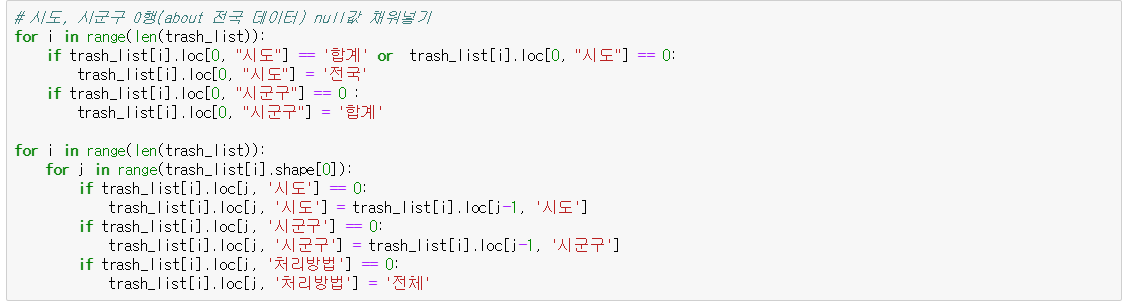 # 시도, 시군구 0행(about 전국 데이터) null값 채워넣기
for i in range(len(trash_list)):
    if trash_list[i].loc[0, "시도"] == '합계' or  trash_list[i].loc[0, "시도"] == 0:
        trash_list[i].loc[0, "시도"] = '전국'
    if trash_list[i].loc[0, "시군구"] == 0 :
        trash_list[i].loc[0, "시군구"] = '합계'

for i in range(len(trash_list)):
    for j in range(trash_list[i].shape[0]):
        if trash_list[i].loc[j, '시도'] == 0:
            trash_list[i].loc[j, '시도'] = trash_list[i].loc[j-1, '시도']
        if trash_list[i].loc[j, '시군구'] == 0:
            trash_list[i].loc[j, '시군구'] = trash_list[i].loc[j-1, '시군구']
        if trash_list[i].loc[j, '처리방법'] == 0:
            trash_list[i].loc[j, '처리방법'] = '전체'